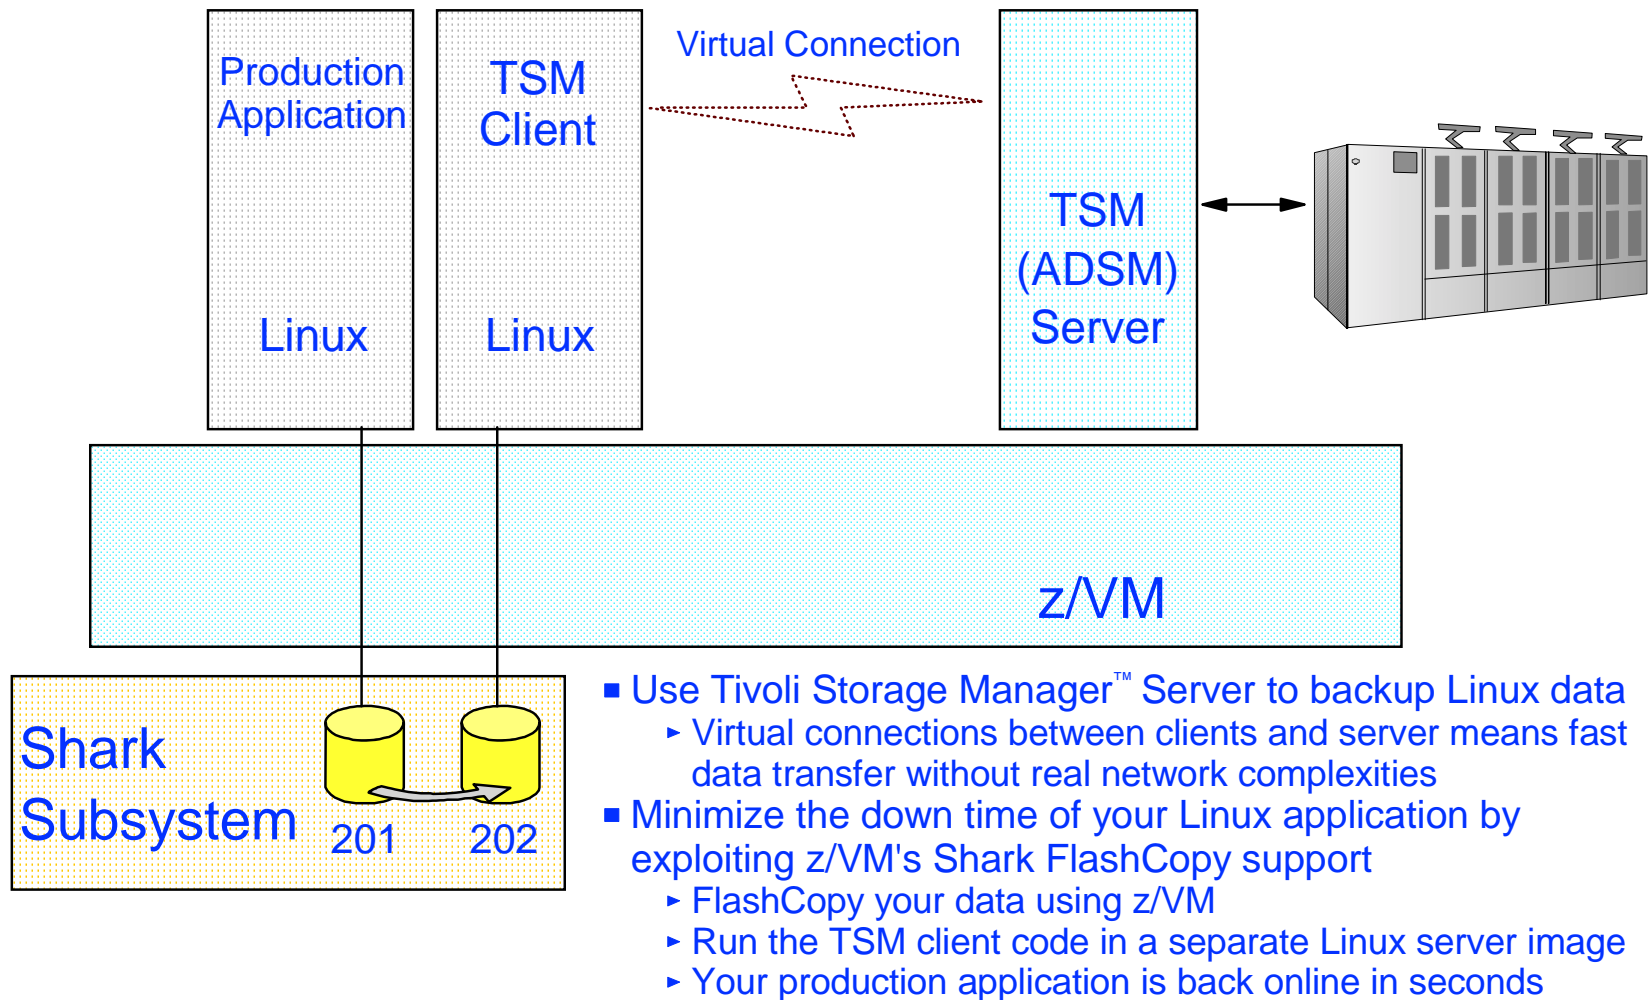 Production
Application
Linux
TSM
Client
Linux
Virtual Connection
TSM
(ADSM)
Server
z/VM
Shark
Subsystem
201
202
Use Tivoli Storage Manager™ Server to backup Linux data
Virtual connections between clients and server means fast
data transfer without real network complexities
Minimize the down time of your Linux application by
exploiting z/VM's Shark FlashCopy support
FlashCopy your data using z/VM
Run the TSM client code in a separate Linux server image
Your production application is back online in seconds